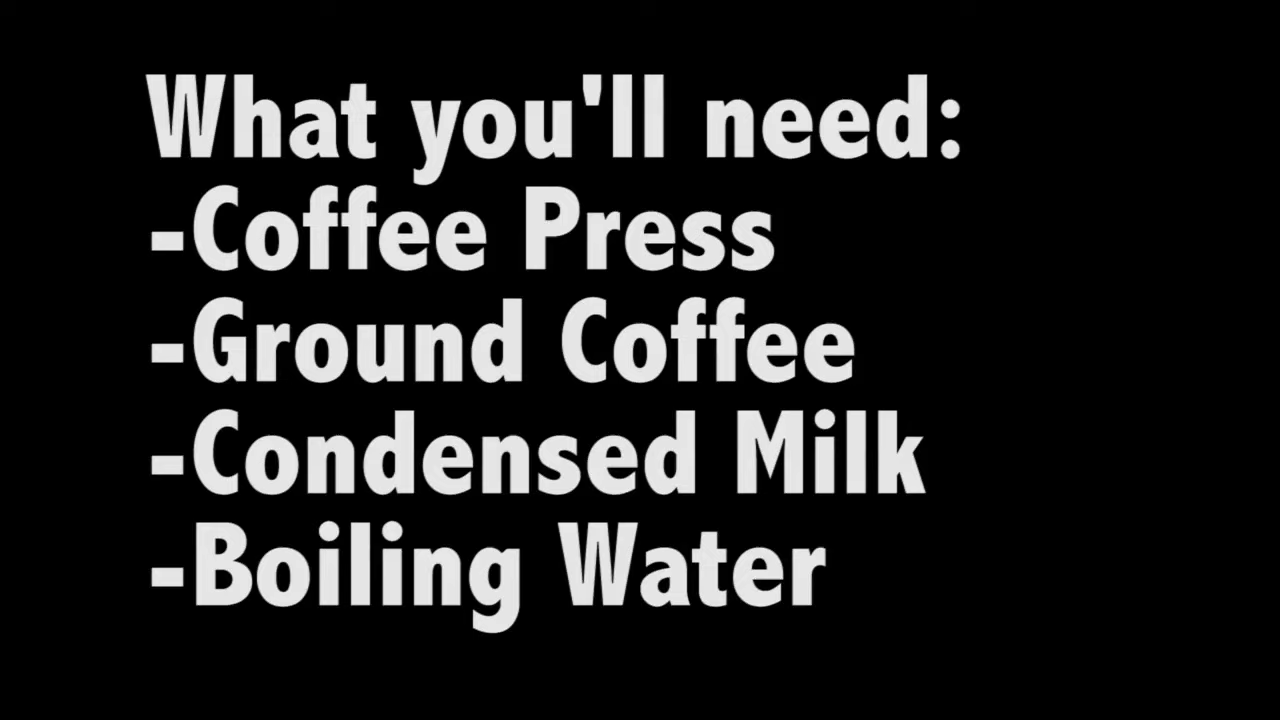 What you'll need:
-Coffee Press
-Ground Coffee
-Condensed Milk
-Boiling Water